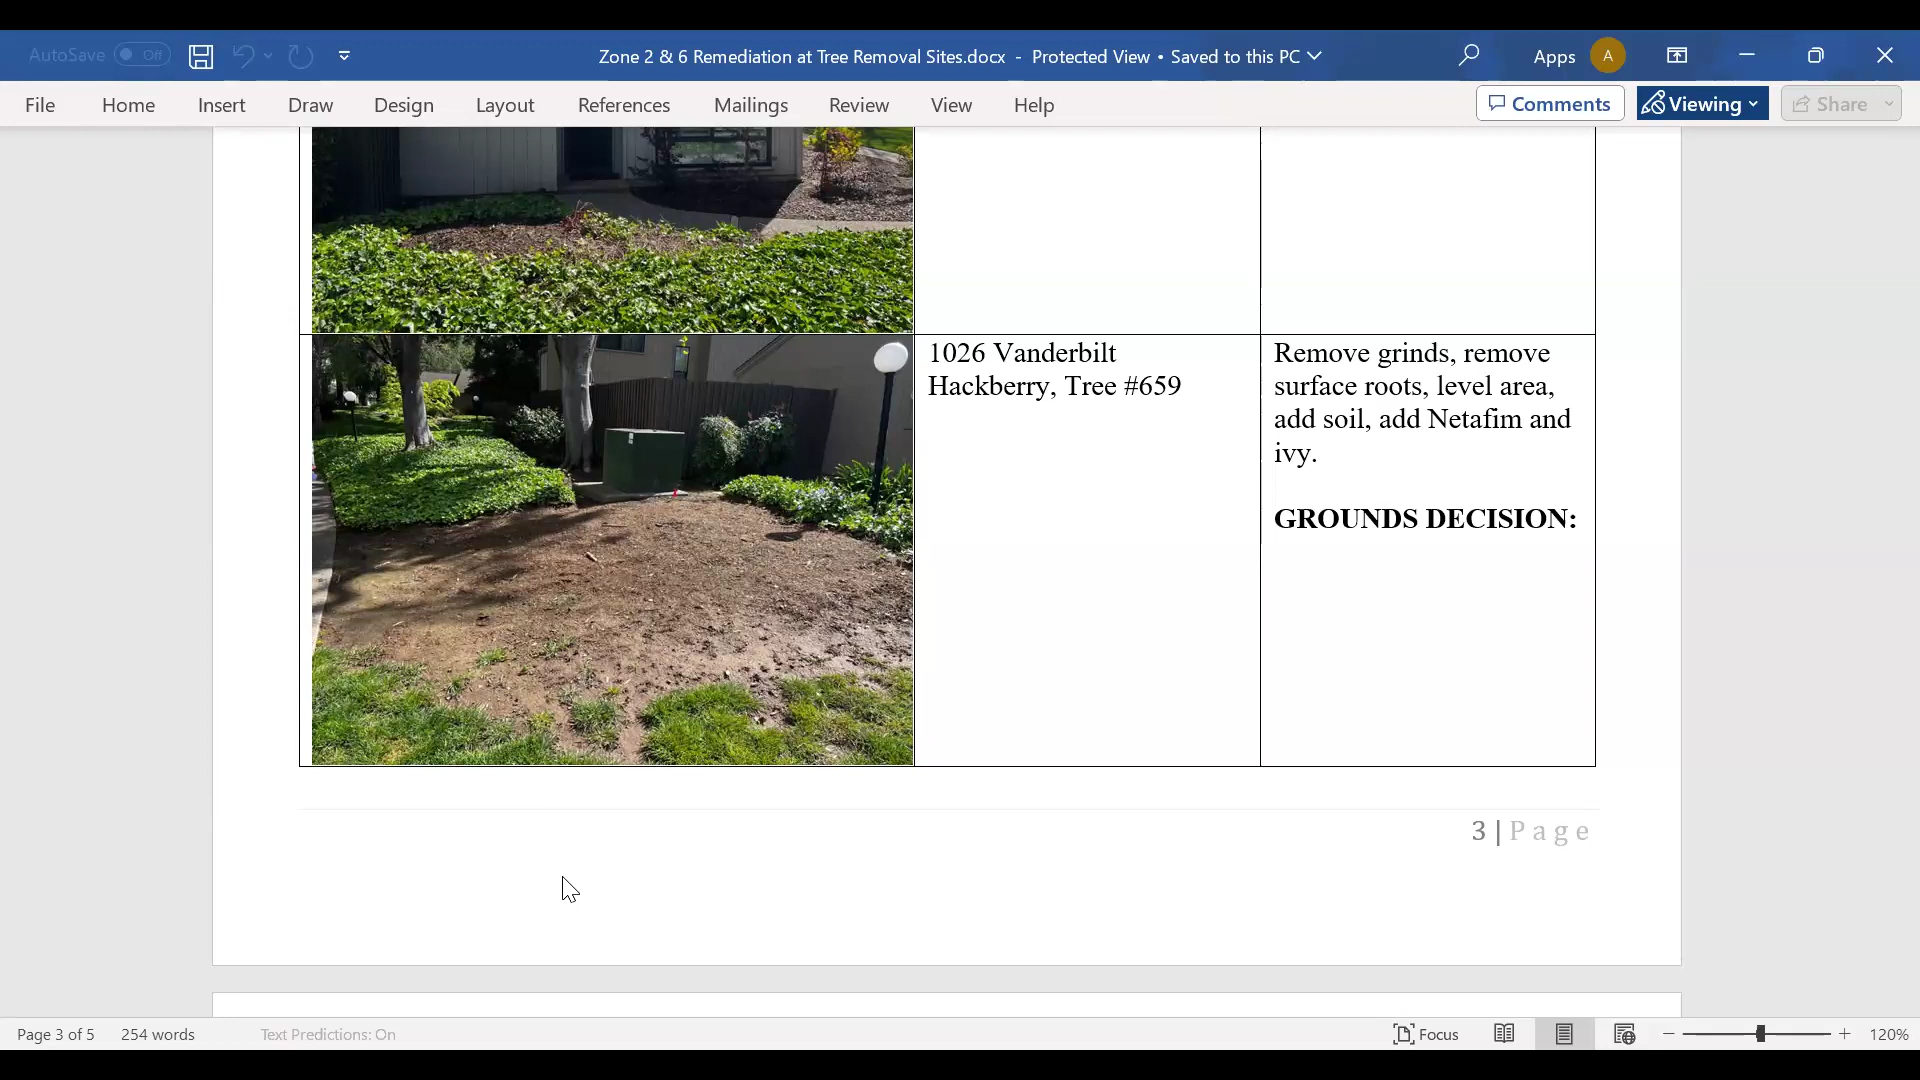 AutoSave Off
Zone 2 & 6 Remediation at Tree Removal Sites.docx - Protected View • Saved to this PC
Apps A
File Home Insert Draw Design Layout References Mailings Review View Help
Comments Viewing Share
1026 Vanderbilt
Hackberry, Tree #659
Remove grinds, remove
surface roots, level area,
add soil, add Netafim and
ivy.
GROUNDS DECISION:
3 | Page
Page 3 of 5 254 words Text Predictions: On Focus 120%